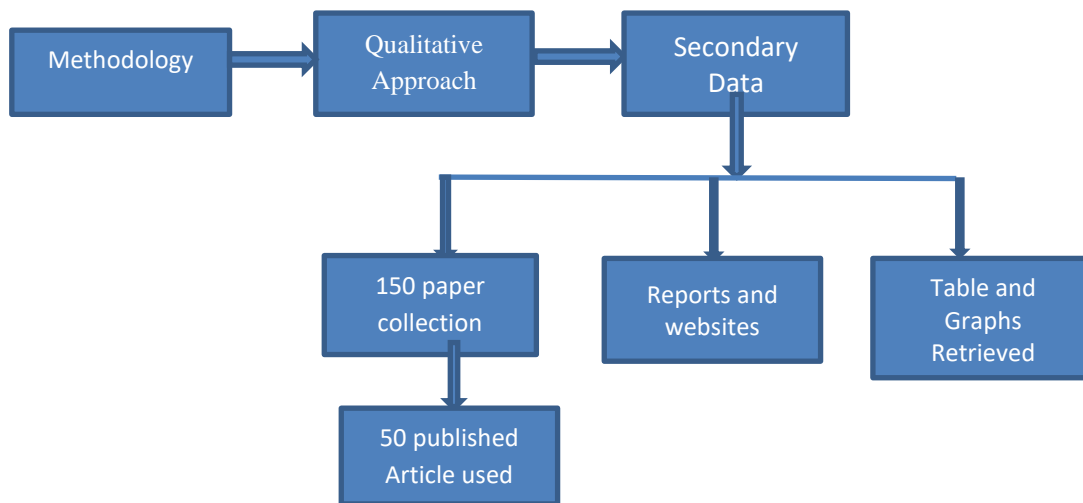 Methodology
Qualitative
Approach
Secondary
Data
150 paper
collection
Reports and
websites
Table and
Graphs
Retrieved
50 published
Article used